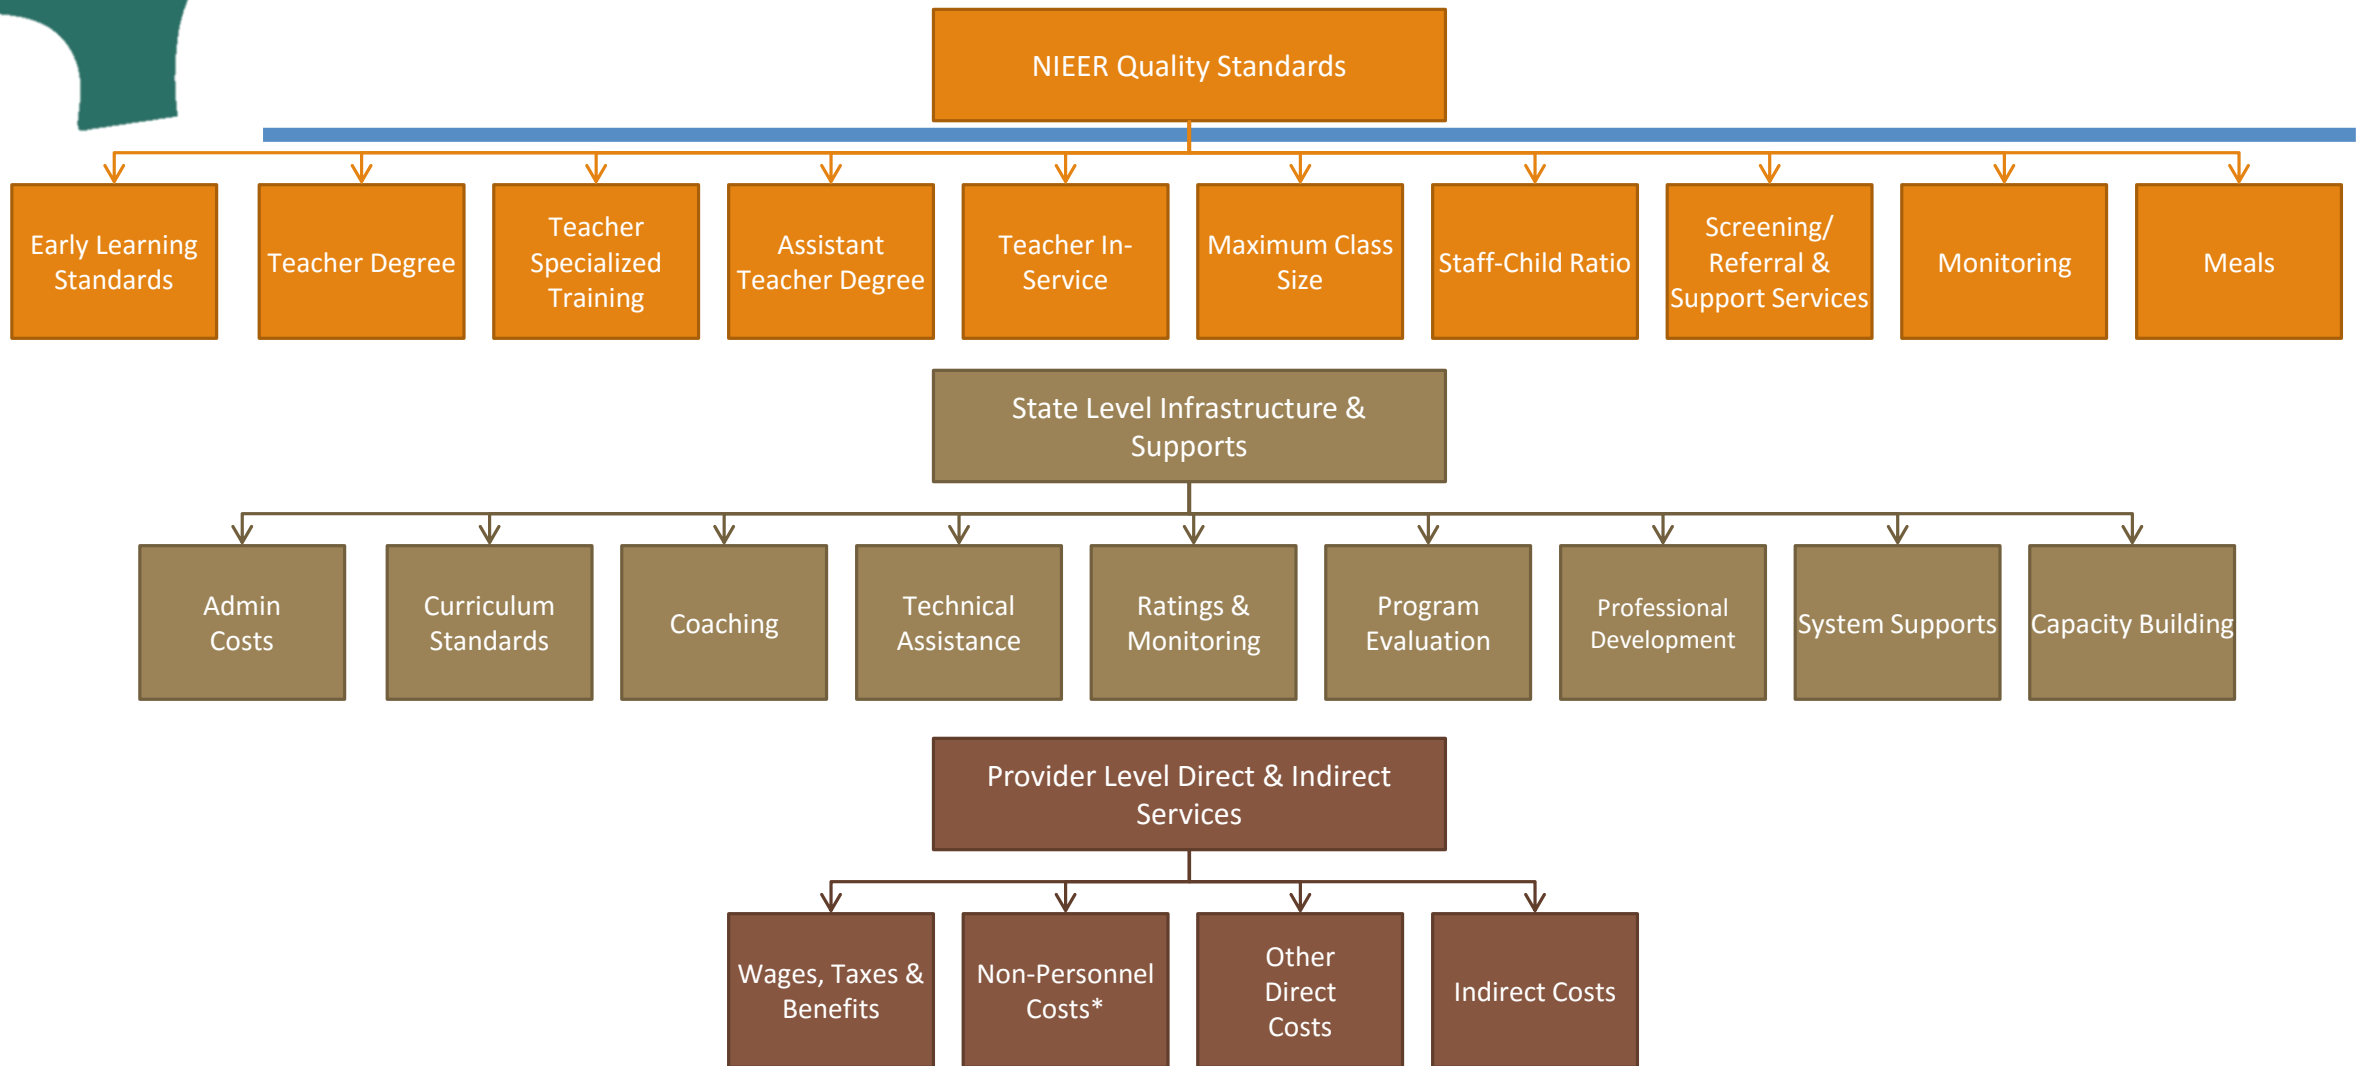 NIEER Quality Standards
Early Learning
Standards
Teacher Degree
Teacher
Specialized
Training
Assistant
Teacher Degree
Teacher In-
Service
Maximum Class
Size
Staff-Child Ratio
Screening/
Referral &
Support Services
Monitoring
Meals
State Level Infrastructure &
Supports
Admin
Costs
Curriculum
Standards
Coaching
Technical
Assistance
Ratings &
Monitoring
Program
Evaluation
Professional
Development
System Supports
Capacity Building
Provider Level Direct & Indirect
Services
Wages, Taxes &
Benefits
Non-Personnel
Costs*
Other
Direct
Costs
Indirect Costs